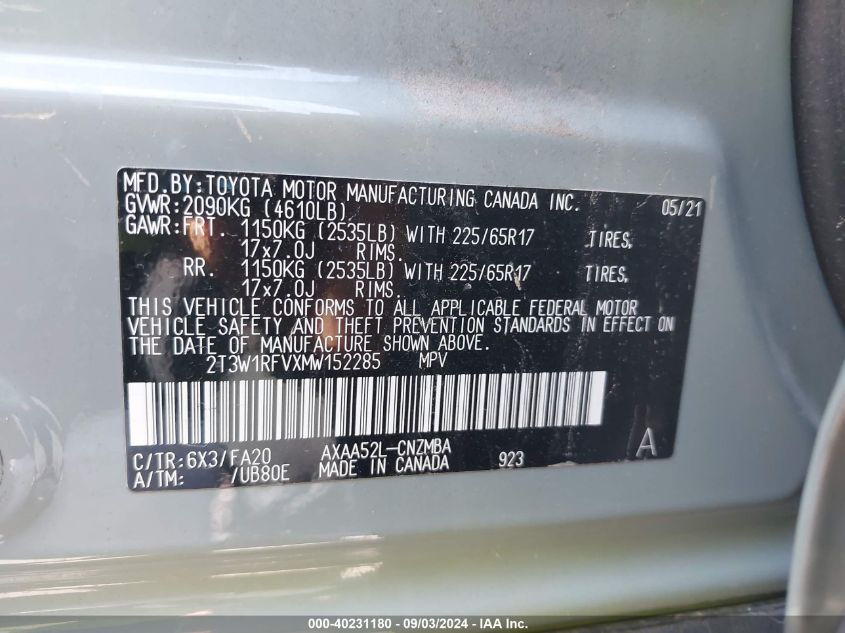 MFD.BY:TOYOTA MOTOR MANUFACTURING CANADA INC. 05/21
GVWR:2090KG (4610LB)
GAWR:FRT. 1150KG (2535LB) WITH 225/65R17 TIRES,
17x7.0J RIMS.
RR. 1150KG (2535LB) WITH 225/65R17 TIRES,
17x7.0J RIMS.
THIS VEHICLE CONFORMS TO ALL APPLICABLE FEDERAL MOTOR
VEHICLE SAFETY AND THEFT PREVENTION STANDARDS IN EFFECT ON
THE DATE OF MANUFACTURE SHOWN ABOVE.
2T3W1RFVXMW152285 MPV
C/TR:6X3/FA20 AXAA52L-CNZMBA A
A/TM: /UB80E MADE IN CANADA 923
000-40231180 - 09/03/2024 - IAA Inc.